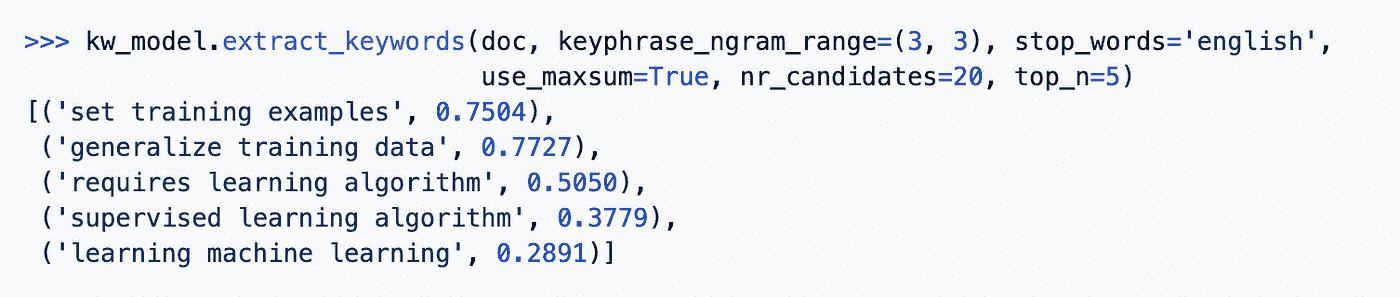 >>> kw_model.extract_keywords(doc, keyphrase_ngram_range=(3, 3), stop_words='english',
                              use_maxsum=True, nr_candidates=20, top_n=5)
[('set training examples', 0.7504),
 ('generalize training data', 0.7727),
 ('requires learning algorithm', 0.5050),
 ('supervised learning algorithm', 0.3779),
 ('learning machine learning', 0.2891)]